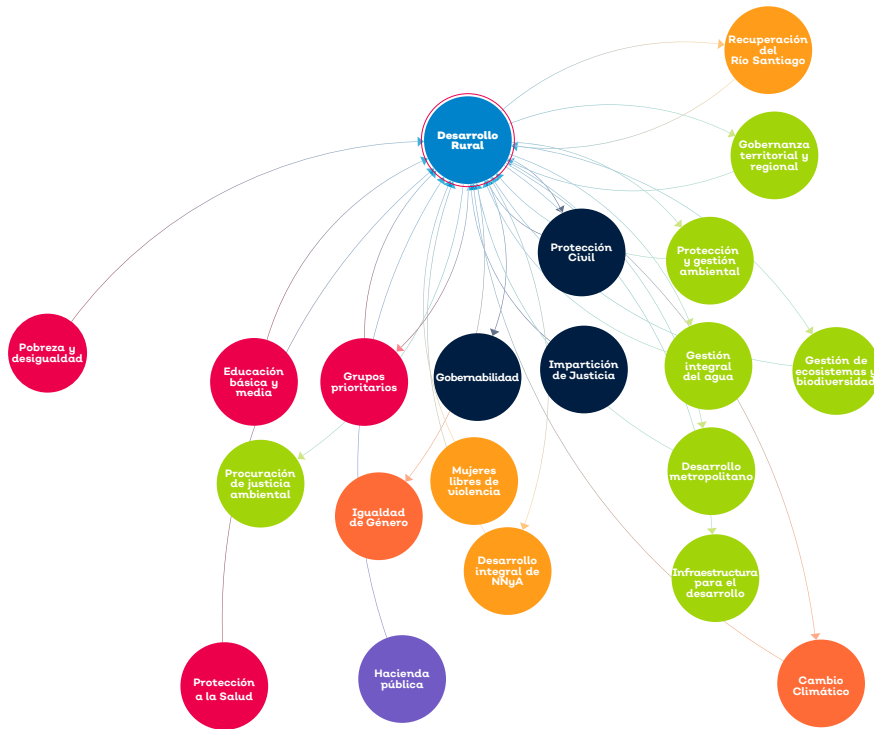 Recuperación
del
Río Santiago
Desarrollo
Rural
Gobernanza
territorial y
regional
Protección
Civil
Protección
y gestión
ambiental
Pobreza y
desigualdad
Educación
básica y
media
Grupos
prioritarios
Gobernabilidad
Impartición
de Justicia
Gestión
integral
del agua
Gestión de
ecosistemas y
biodiversidad
Procuración
de justicia
ambiental
Mujeres
libres de
violencia
Desarrollo
metropolitano
Igualdad
de Género
Desarrollo
integral de
NNyA
Infraestructura
para el
desarrollo
Protección
a la Salud
Hacienda
pública
Cambio
Climático